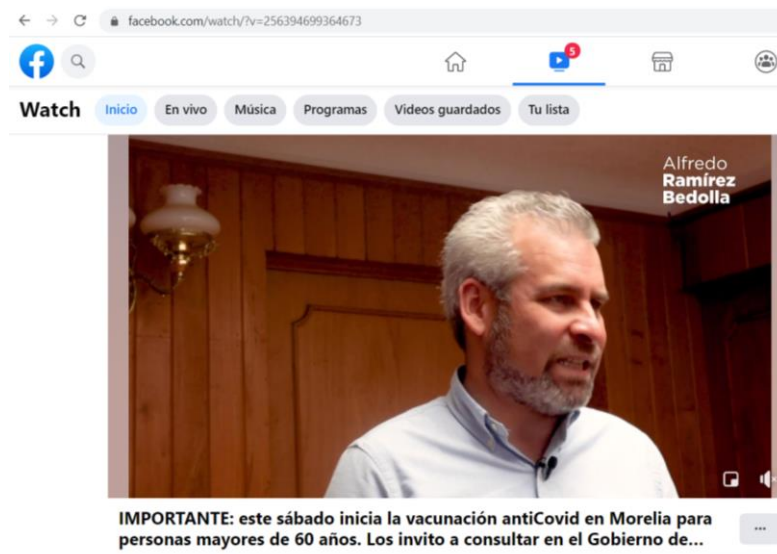 facebook.com/watch/?v=256394699364673
5
Watch Inicio En vivo Música Programas Videos guardados Tu lista
Alfredo
Ramírez
Bedolla
IMPORTANTE: este sábado inicia la vacunación antiCovid en Morelia para
personas mayores de 60 años. Los invito a consultar en el Gobierno de...